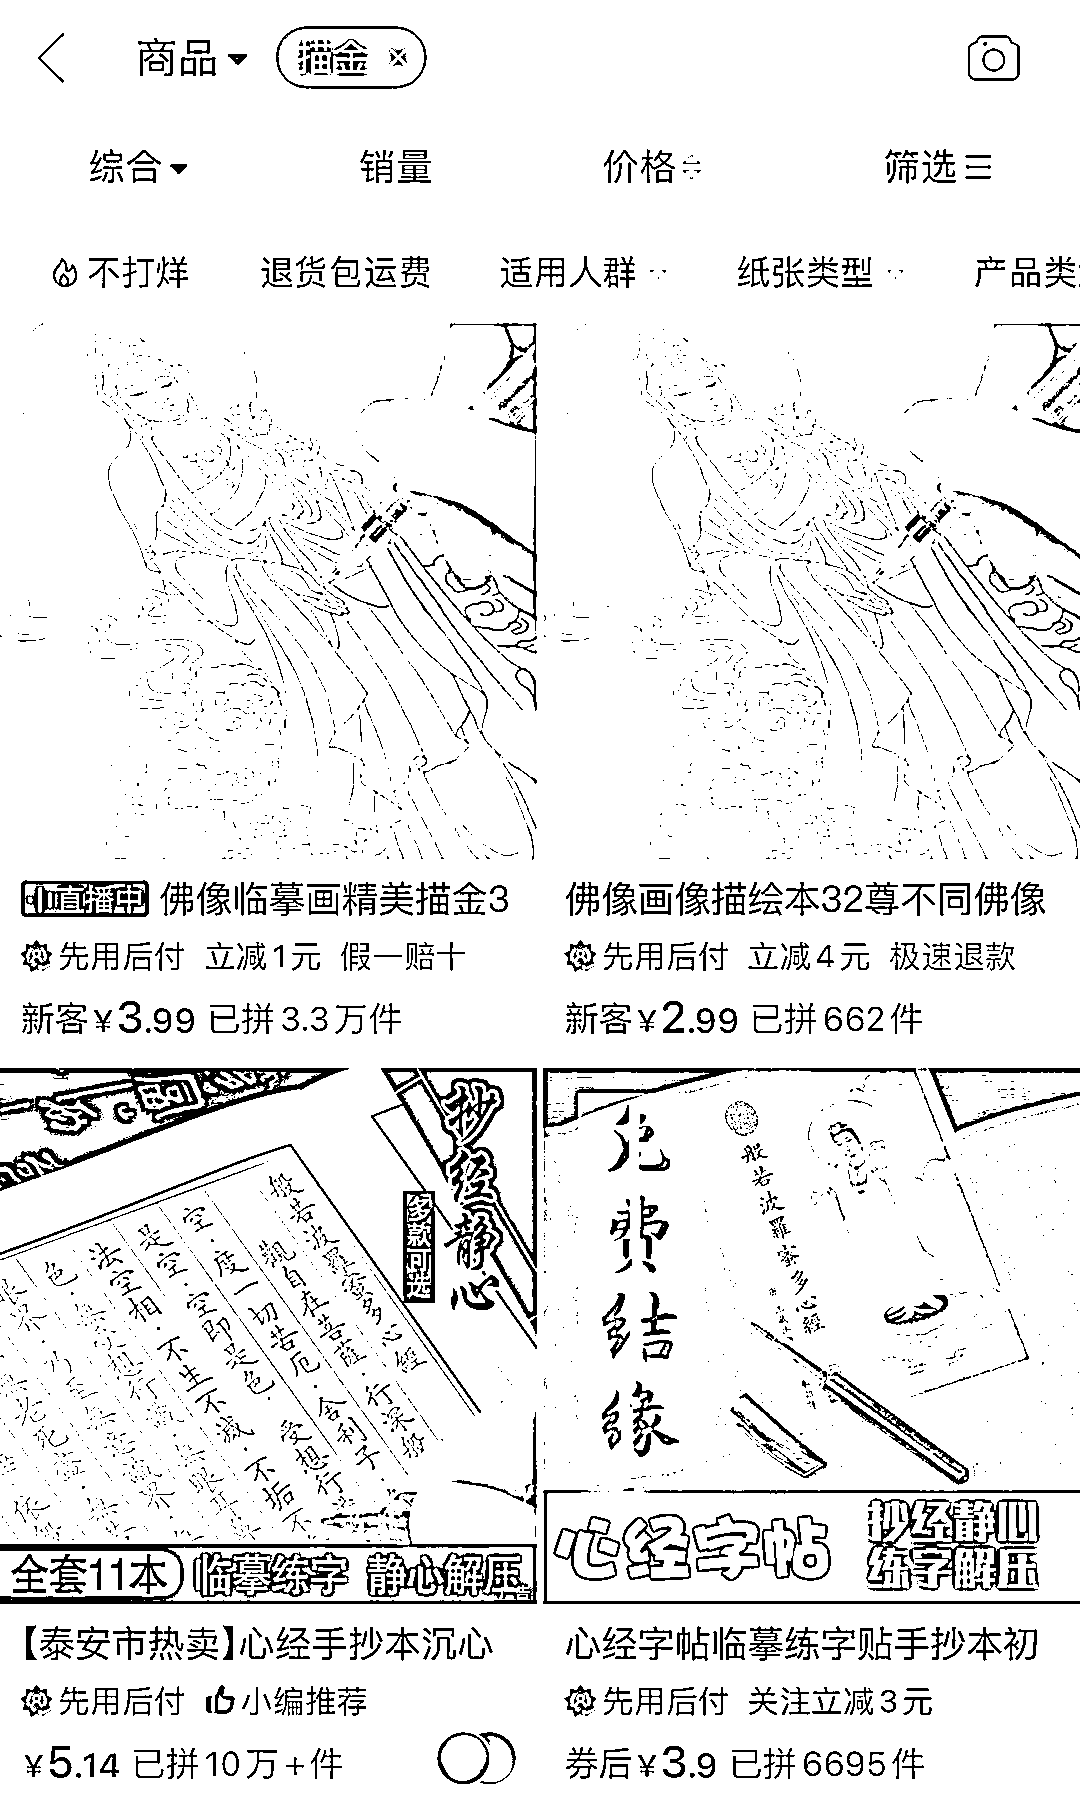 商品 描金
综合 销量 价格 筛选
不打烊 退货包运费 适用人群 纸张类型 产品类
直播中 佛像临摹画精美描金3
先用后付 立减1元 假一赔十
新客¥3.99 已拼3.3万件
佛像画像描绘本32尊不同佛像
先用后付 立减4元 极速退款
新客¥2.99 已拼662件
抄经静心
多款可选
般若波罗蜜多心經
觀自在菩薩 行深般
空 度一切苦厄 舍利子
是空 空即是色 受想行
法空相 不生不滅 不垢不
全套11本 临摹练字 静心解压
【泰安市热卖】心经手抄本沉心
先用后付 小编推荐
¥5.14 已拼10万+件
免费结缘
般若波羅蜜多心經
心经字帖 抄经静心
练字解压
心经字帖临摹练字贴手抄本初
先用后付 关注立减3元
券后¥3.9 已拼6695件